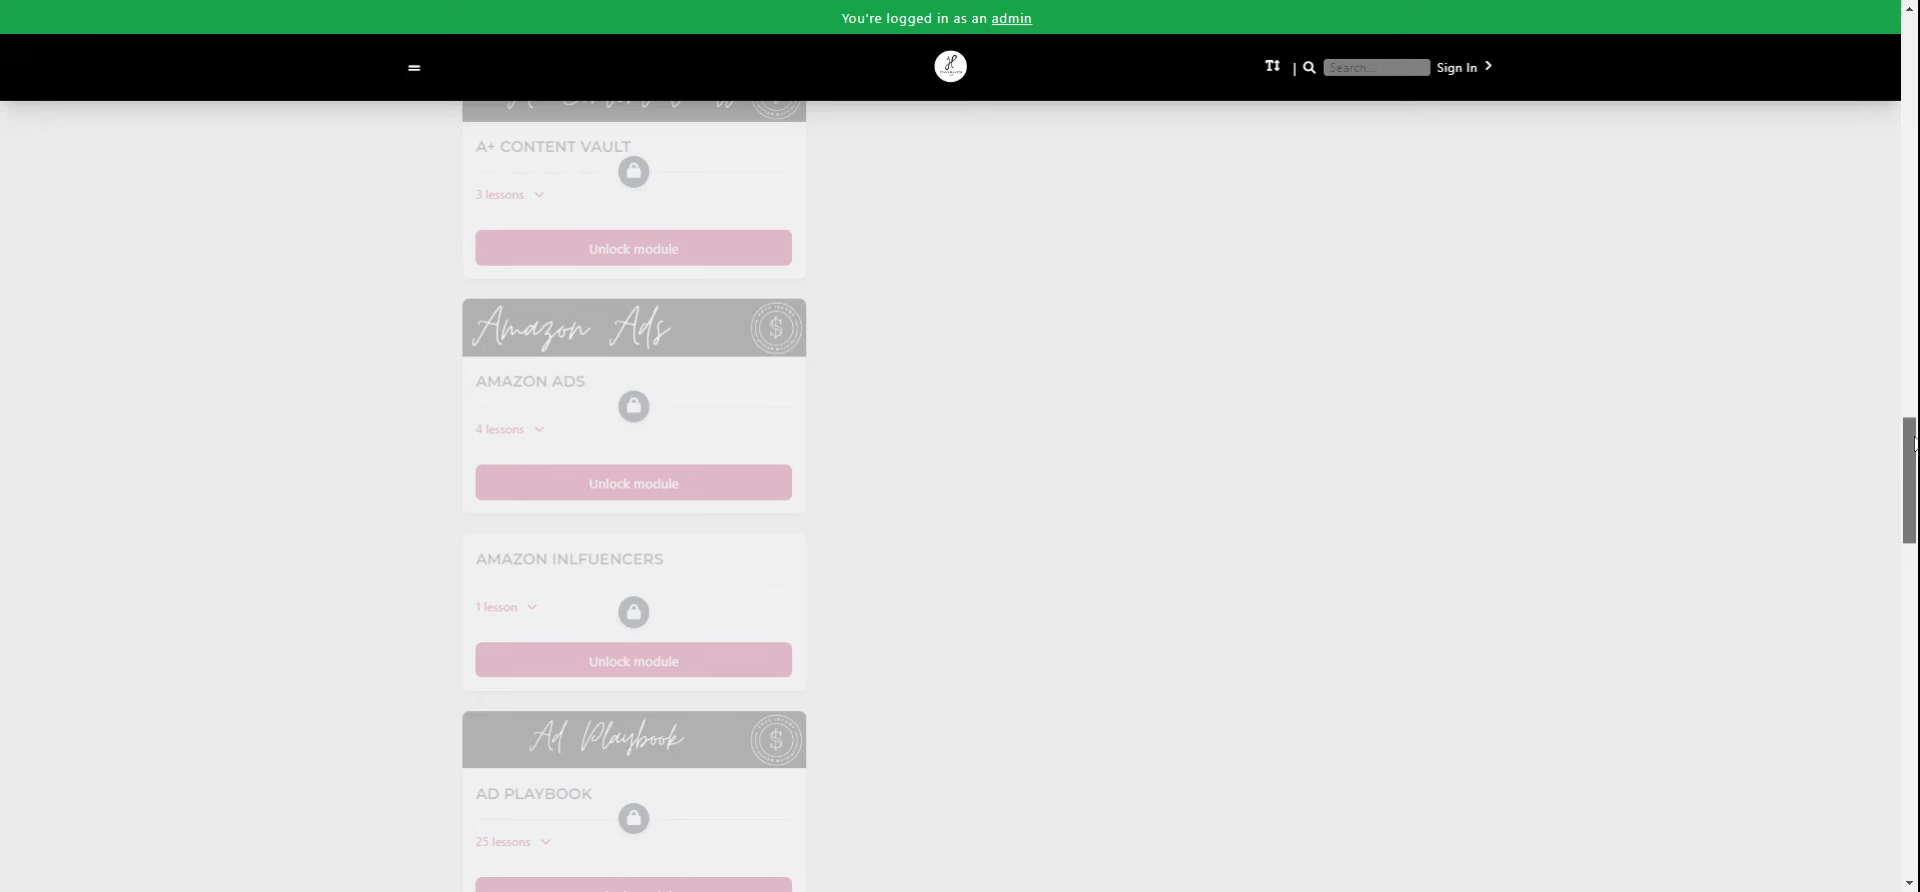 You're logged in as an admin
T↕ | Search... Sign In
A+ CONTENT VAULT
3 lessons
Unlock module
Amazon Ads
$
AMAZON ADS
4 lessons
Unlock module
AMAZON INLFUENCERS
1 lesson
Unlock module
Ad Playbook
$
AD PLAYBOOK
25 lessons